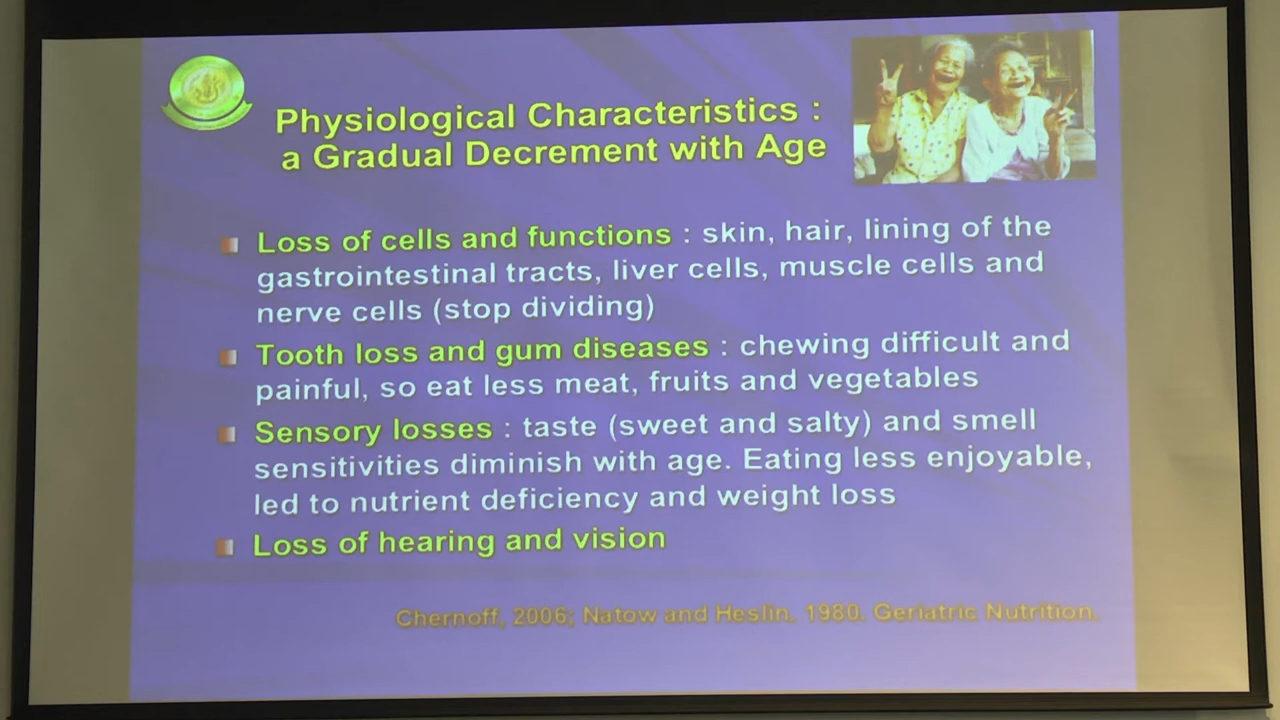 Physiological Characteristics :
a Gradual Decrement with Age
Loss of cells and functions : skin, hair, lining of the
gastrointestinal tracts, liver cells, muscle cells and
nerve cells (stop dividing)
Tooth loss and gum diseases : chewing difficult and
painful, so eat less meat, fruits and vegetables
Sensory losses : taste (sweet and salty) and smell
sensitivities diminish with age. Eating less enjoyable,
led to nutrient deficiency and weight loss
Loss of hearing and vision
Chernoff, 2006; Natow and Heslin. 1980. Geriatric Nutrition.